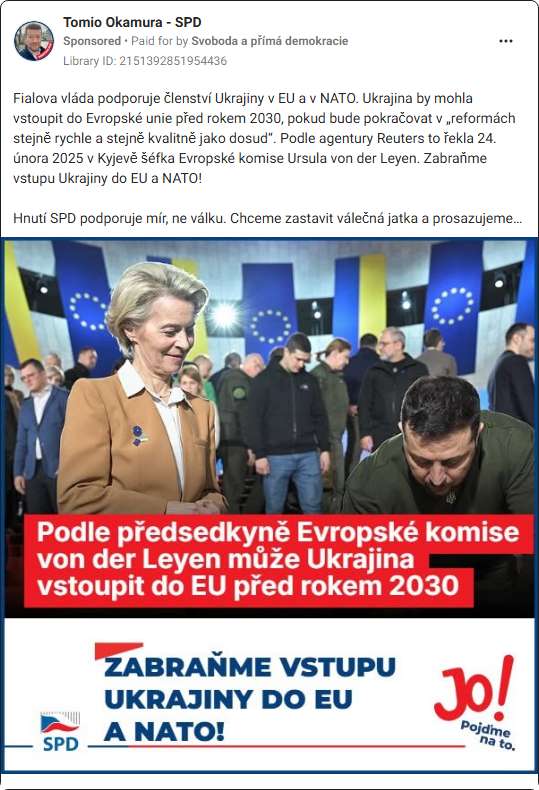 Tomio Okamura - SPD
Sponsored • Paid for by Svoboda a přímá demokracie
Library ID: 2151392851954436
Fialova vláda podporuje členství Ukrajiny v EU a v NATO. Ukrajina by mohla
vstoupit do Evropské unie před rokem 2030, pokud bude pokračovat v „reformách
stejně rychle a stejně kvalitně jako dosud“. Podle agentury Reuters to řekla 24.
února 2025 v Kyjevě šéfka Evropské komise Ursula von der Leyen. Zabraňme
vstupu Ukrajiny do EU a NATO!
Hnutí SPD podporuje mír, ne válku. Chceme zastavit válečná jatka a prosazujeme…
Podle předsedkyně Evropské komise
von der Leyen může Ukrajina
vstoupit do EU před rokem 2030
ZABRAŇME VSTUPU
UKRAJINY DO EU
A NATO!
SPD
Jo!
Pojďme
na to.